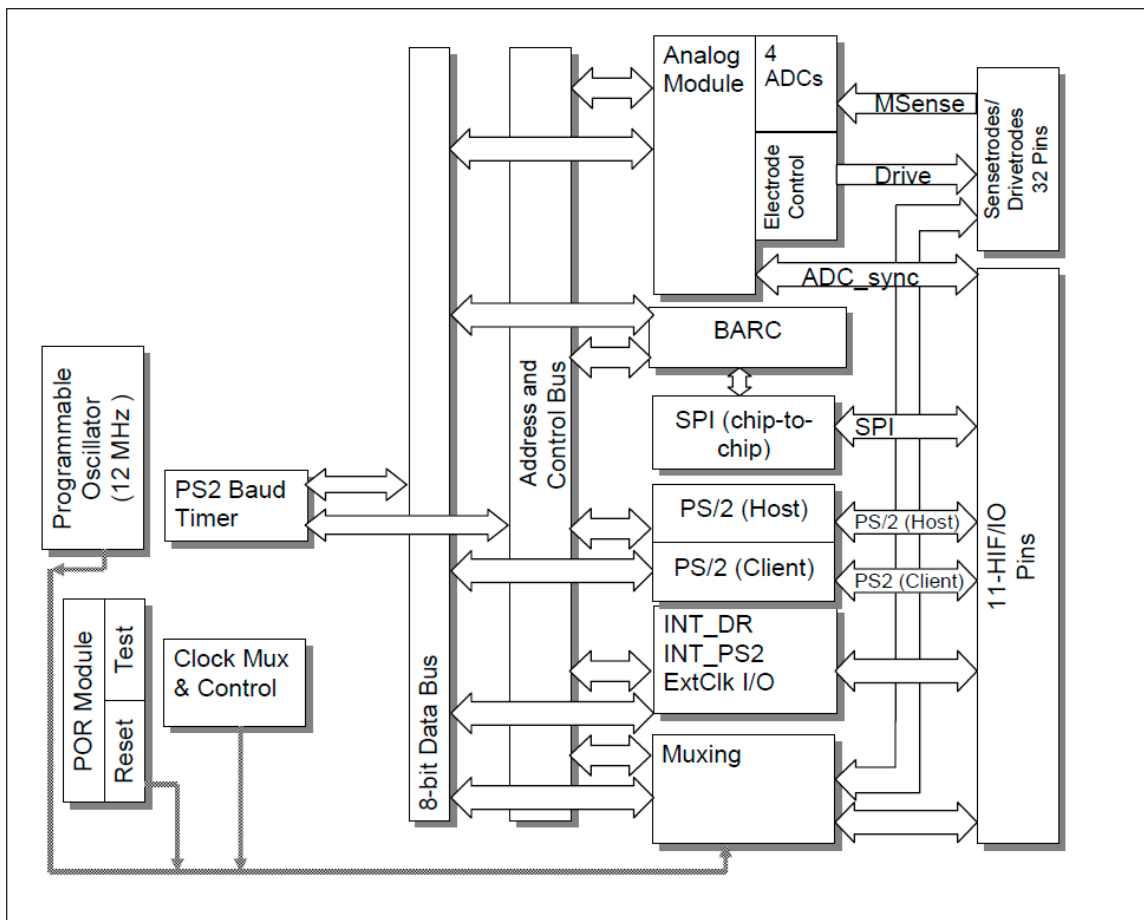 Analog
Module
4
ADCs
Electrode
Control
MSense
Drive
ADC_sync
Sensetrodes/
Drivetrodes
32 Pins
BARC
SPI (chip-to-
chip)
SPI
Programmable
Oscillator
(12 MHz )
PS2 Baud
Timer
Address and
Control Bus
8-bit Data Bus
PS/2 (Host)
PS/2 (Host)
PS/2 (Client)
PS2 (Client)
11-HIF/IO
Pins
INT_DR
INT_PS2
ExtClk I/O
POR Module
Test
Reset
Clock Mux
& Control
Muxing